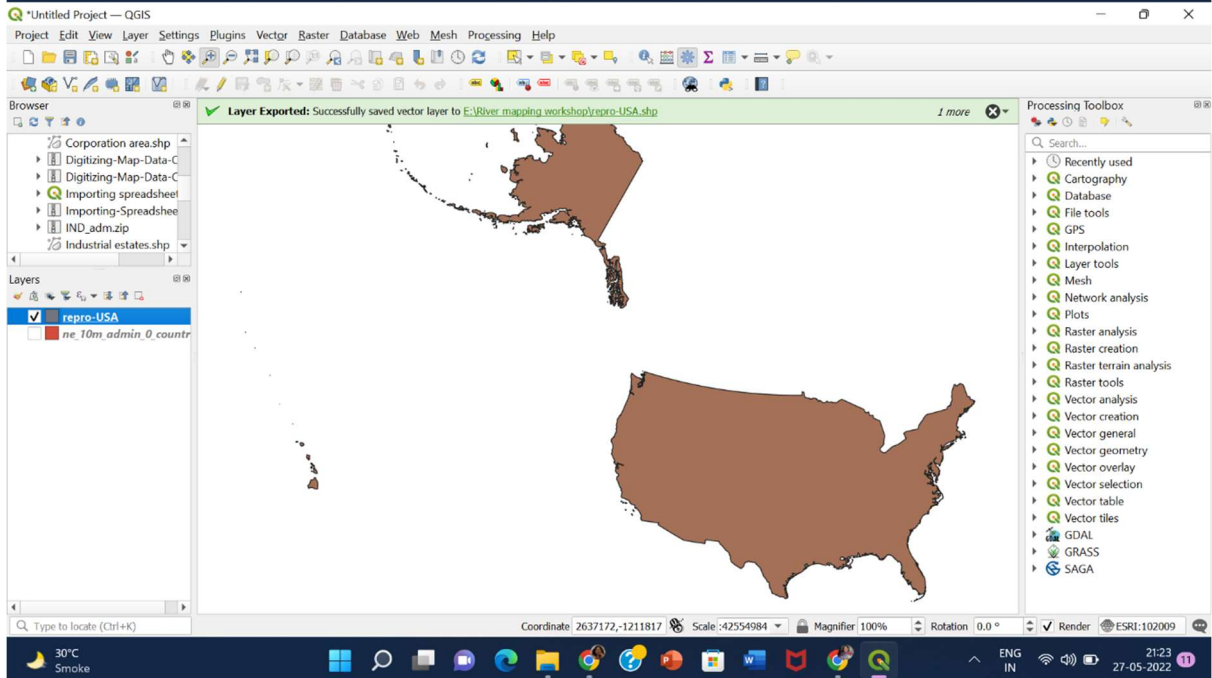 *Untitled Project — QGIS
Project Edit View Layer Settings Plugins Vector Raster Database Web Mesh Processing Help
abc
Browser
Layer Exported: Successfully saved vector layer to E:\River mapping workshop\repro-USA.shp
1 more
Processing Toolbox
Corporation area.shp
Digitizing-Map-Data-C
Digitizing-Map-Data-C
Importing spreadsheet
Importing-Spreadshee
IND_adm.zip
Industrial estates.shp
Layers
repro-USA
ne_10m_admin_0_countr
Search...
Recently used
Cartography
Database
File tools
GPS
Interpolation
Layer tools
Mesh
Network analysis
Plots
Raster analysis
Raster creation
Raster terrain analysis
Raster tools
Vector analysis
Vector creation
Vector general
Vector geometry
Vector overlay
Vector selection
Vector table
Vector tiles
GDAL
GRASS
SAGA
Type to locate (Ctrl+K)
Coordinate 2637172,-1211817 Scale :42554984 Magnifier 100% Rotation 0.0 ° Render ESRI:102009
30°C
Smoke
ENG
IN
21:23
27-05-2022
11